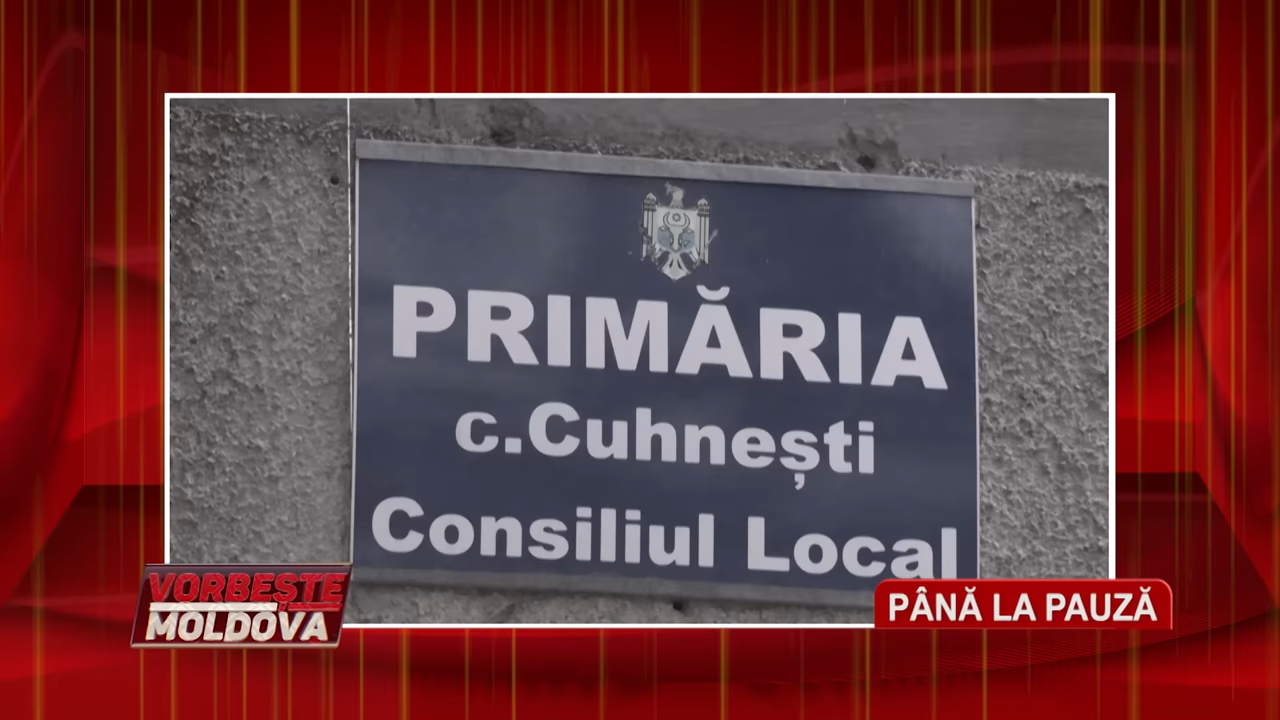 PRIMĂRIA
c.Cuhnești
Consiliul Local
VORBEȘTE
MOLDOVA
PÂNĂ LA PAUZĂ